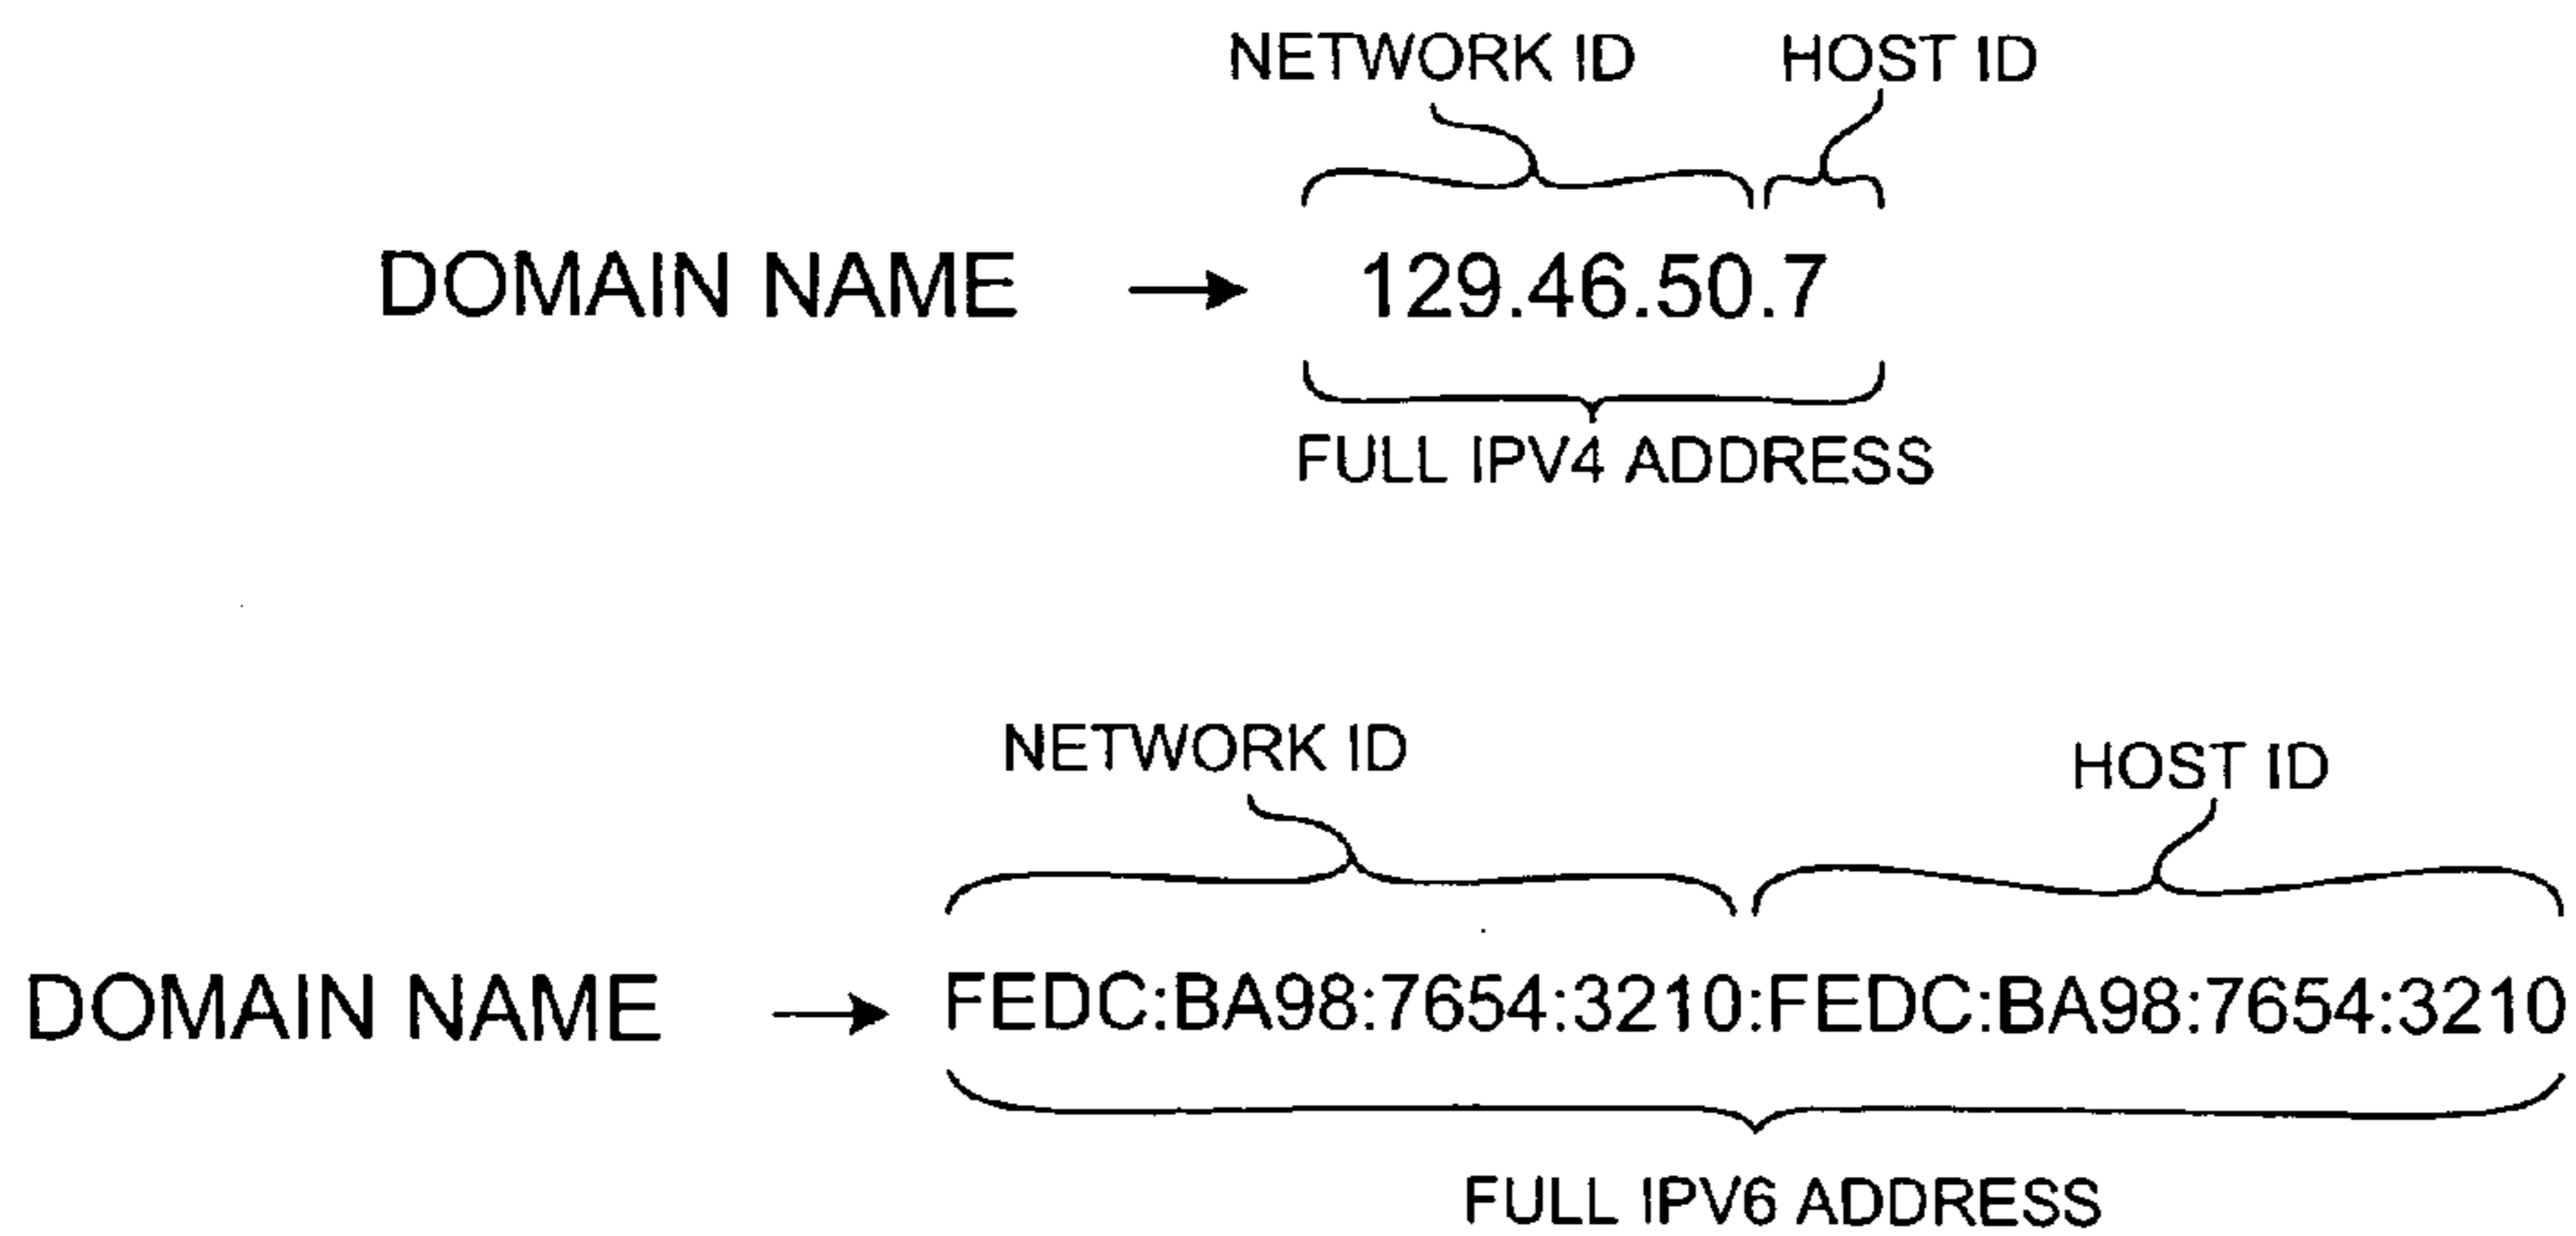 NETWORK ID HOST ID
DOMAIN NAME → 129.46.50.7
FULL IPV4 ADDRESS
NETWORK ID HOST ID
DOMAIN NAME → FEDC:BA98:7654:3210:FEDC:BA98:7654:3210
FULL IPV6 ADDRESS